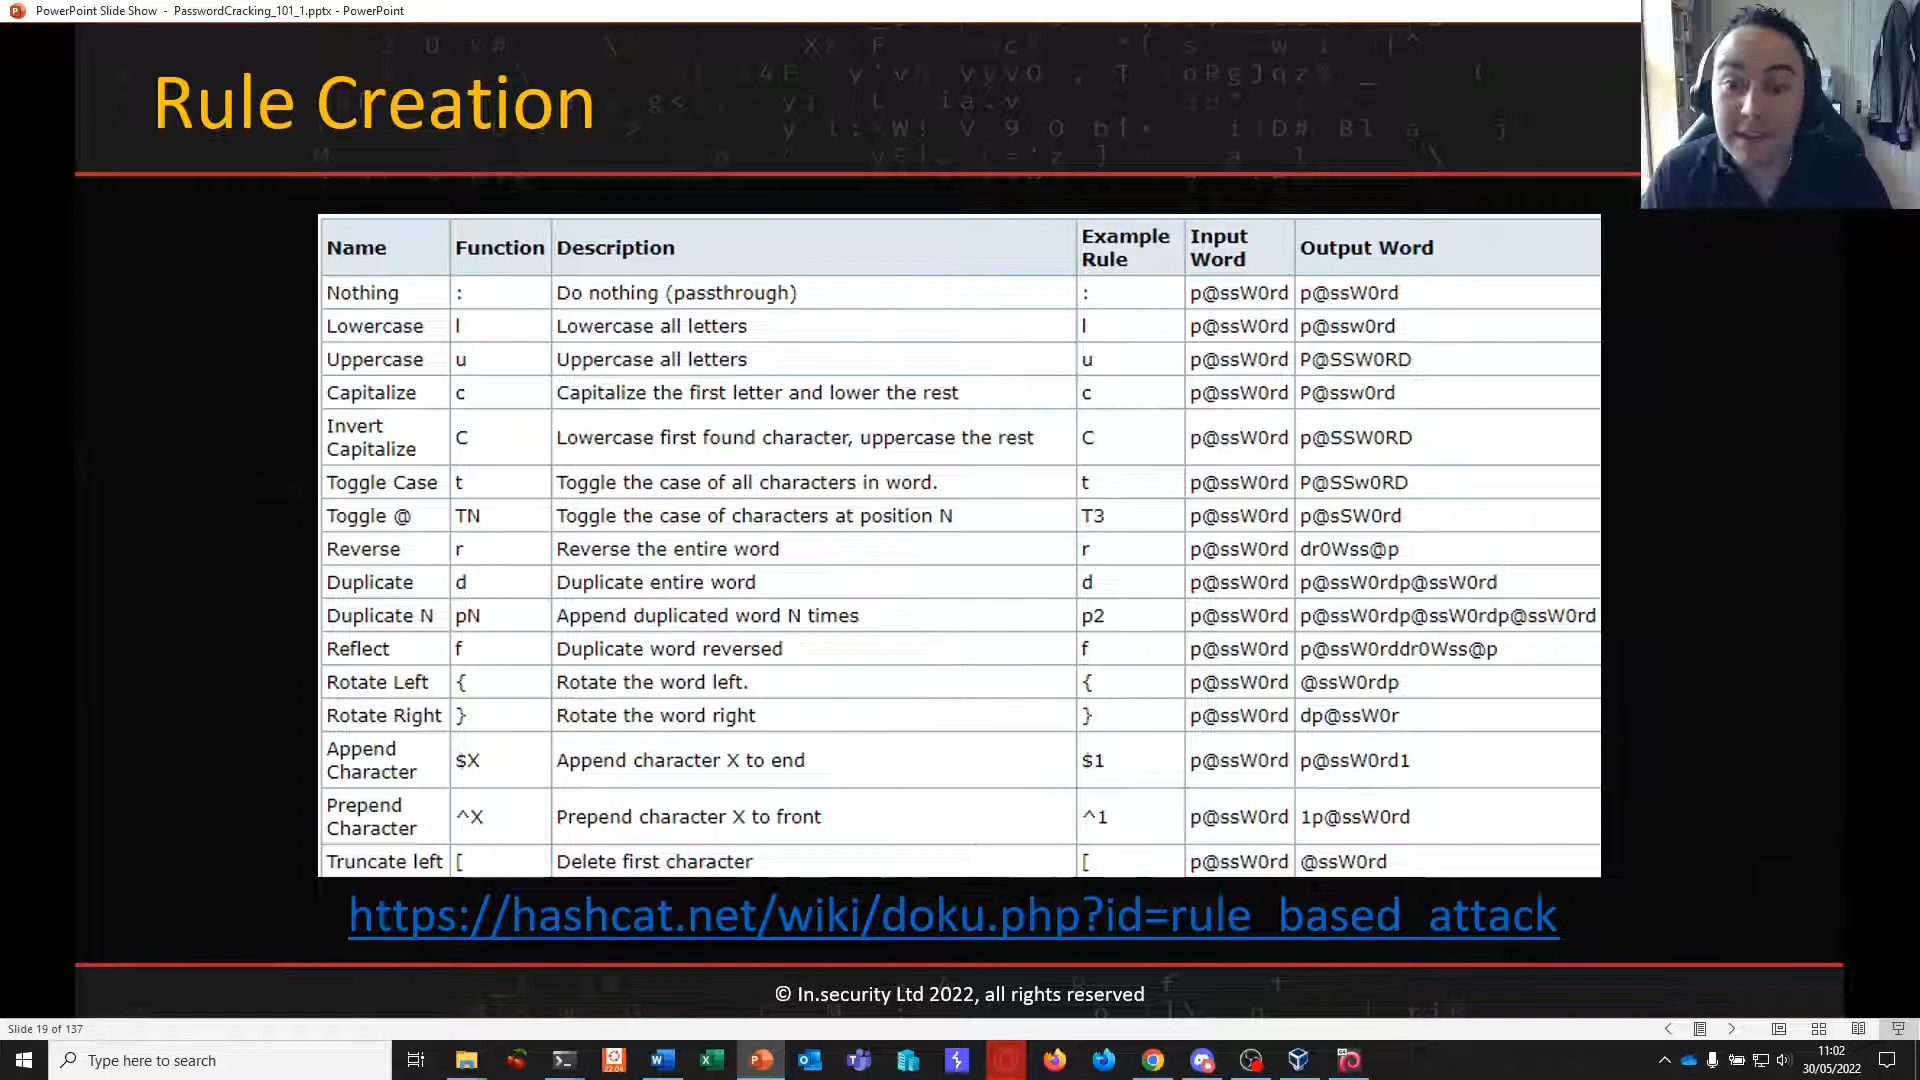 PowerPoint Slide Show - PasswordCracking_101_1.pptx - PowerPoint
Rule Creation
Name Function Description Example Rule Input Word Output Word
Nothing : Do nothing (passthrough) : p@ssW0rd p@ssW0rd
Lowercase l Lowercase all letters l p@ssW0rd p@ssw0rd
Uppercase u Uppercase all letters u p@ssW0rd P@SSW0RD
Capitalize c Capitalize the first letter and lower the rest c p@ssW0rd P@ssw0rd
Invert Capitalize C Lowercase first found character, uppercase the rest C p@ssW0rd p@SSW0RD
Toggle Case t Toggle the case of all characters in word. t p@ssW0rd P@SSw0RD
Toggle @ TN Toggle the case of characters at position N T3 p@ssW0rd p@sSW0rd
Reverse r Reverse the entire word r p@ssW0rd dr0Wss@p
Duplicate d Duplicate entire word d p@ssW0rd p@ssW0rdp@ssW0rd
Duplicate N pN Append duplicated word N times p2 p@ssW0rd p@ssW0rdp@ssW0rdp@ssW0rd
Reflect f Duplicate word reversed f p@ssW0rd p@ssW0rddr0Wss@p
Rotate Left { Rotate the word left. { p@ssW0rd @ssW0rdp
Rotate Right } Rotate the word right } p@ssW0rd dp@ssW0r
Append Character $X Append character X to end $1 p@ssW0rd p@ssW0rd1
Prepend Character ^X Prepend character X to front ^1 p@ssW0rd 1p@ssW0rd
Truncate left [ Delete first character [ p@ssW0rd @ssW0rd
https://hashcat.net/wiki/doku.php?id=rule_based_attack
© In.security Ltd 2022, all rights reserved
Slide 19 of 137
Type here to search
22.04
11:02
30/05/2022